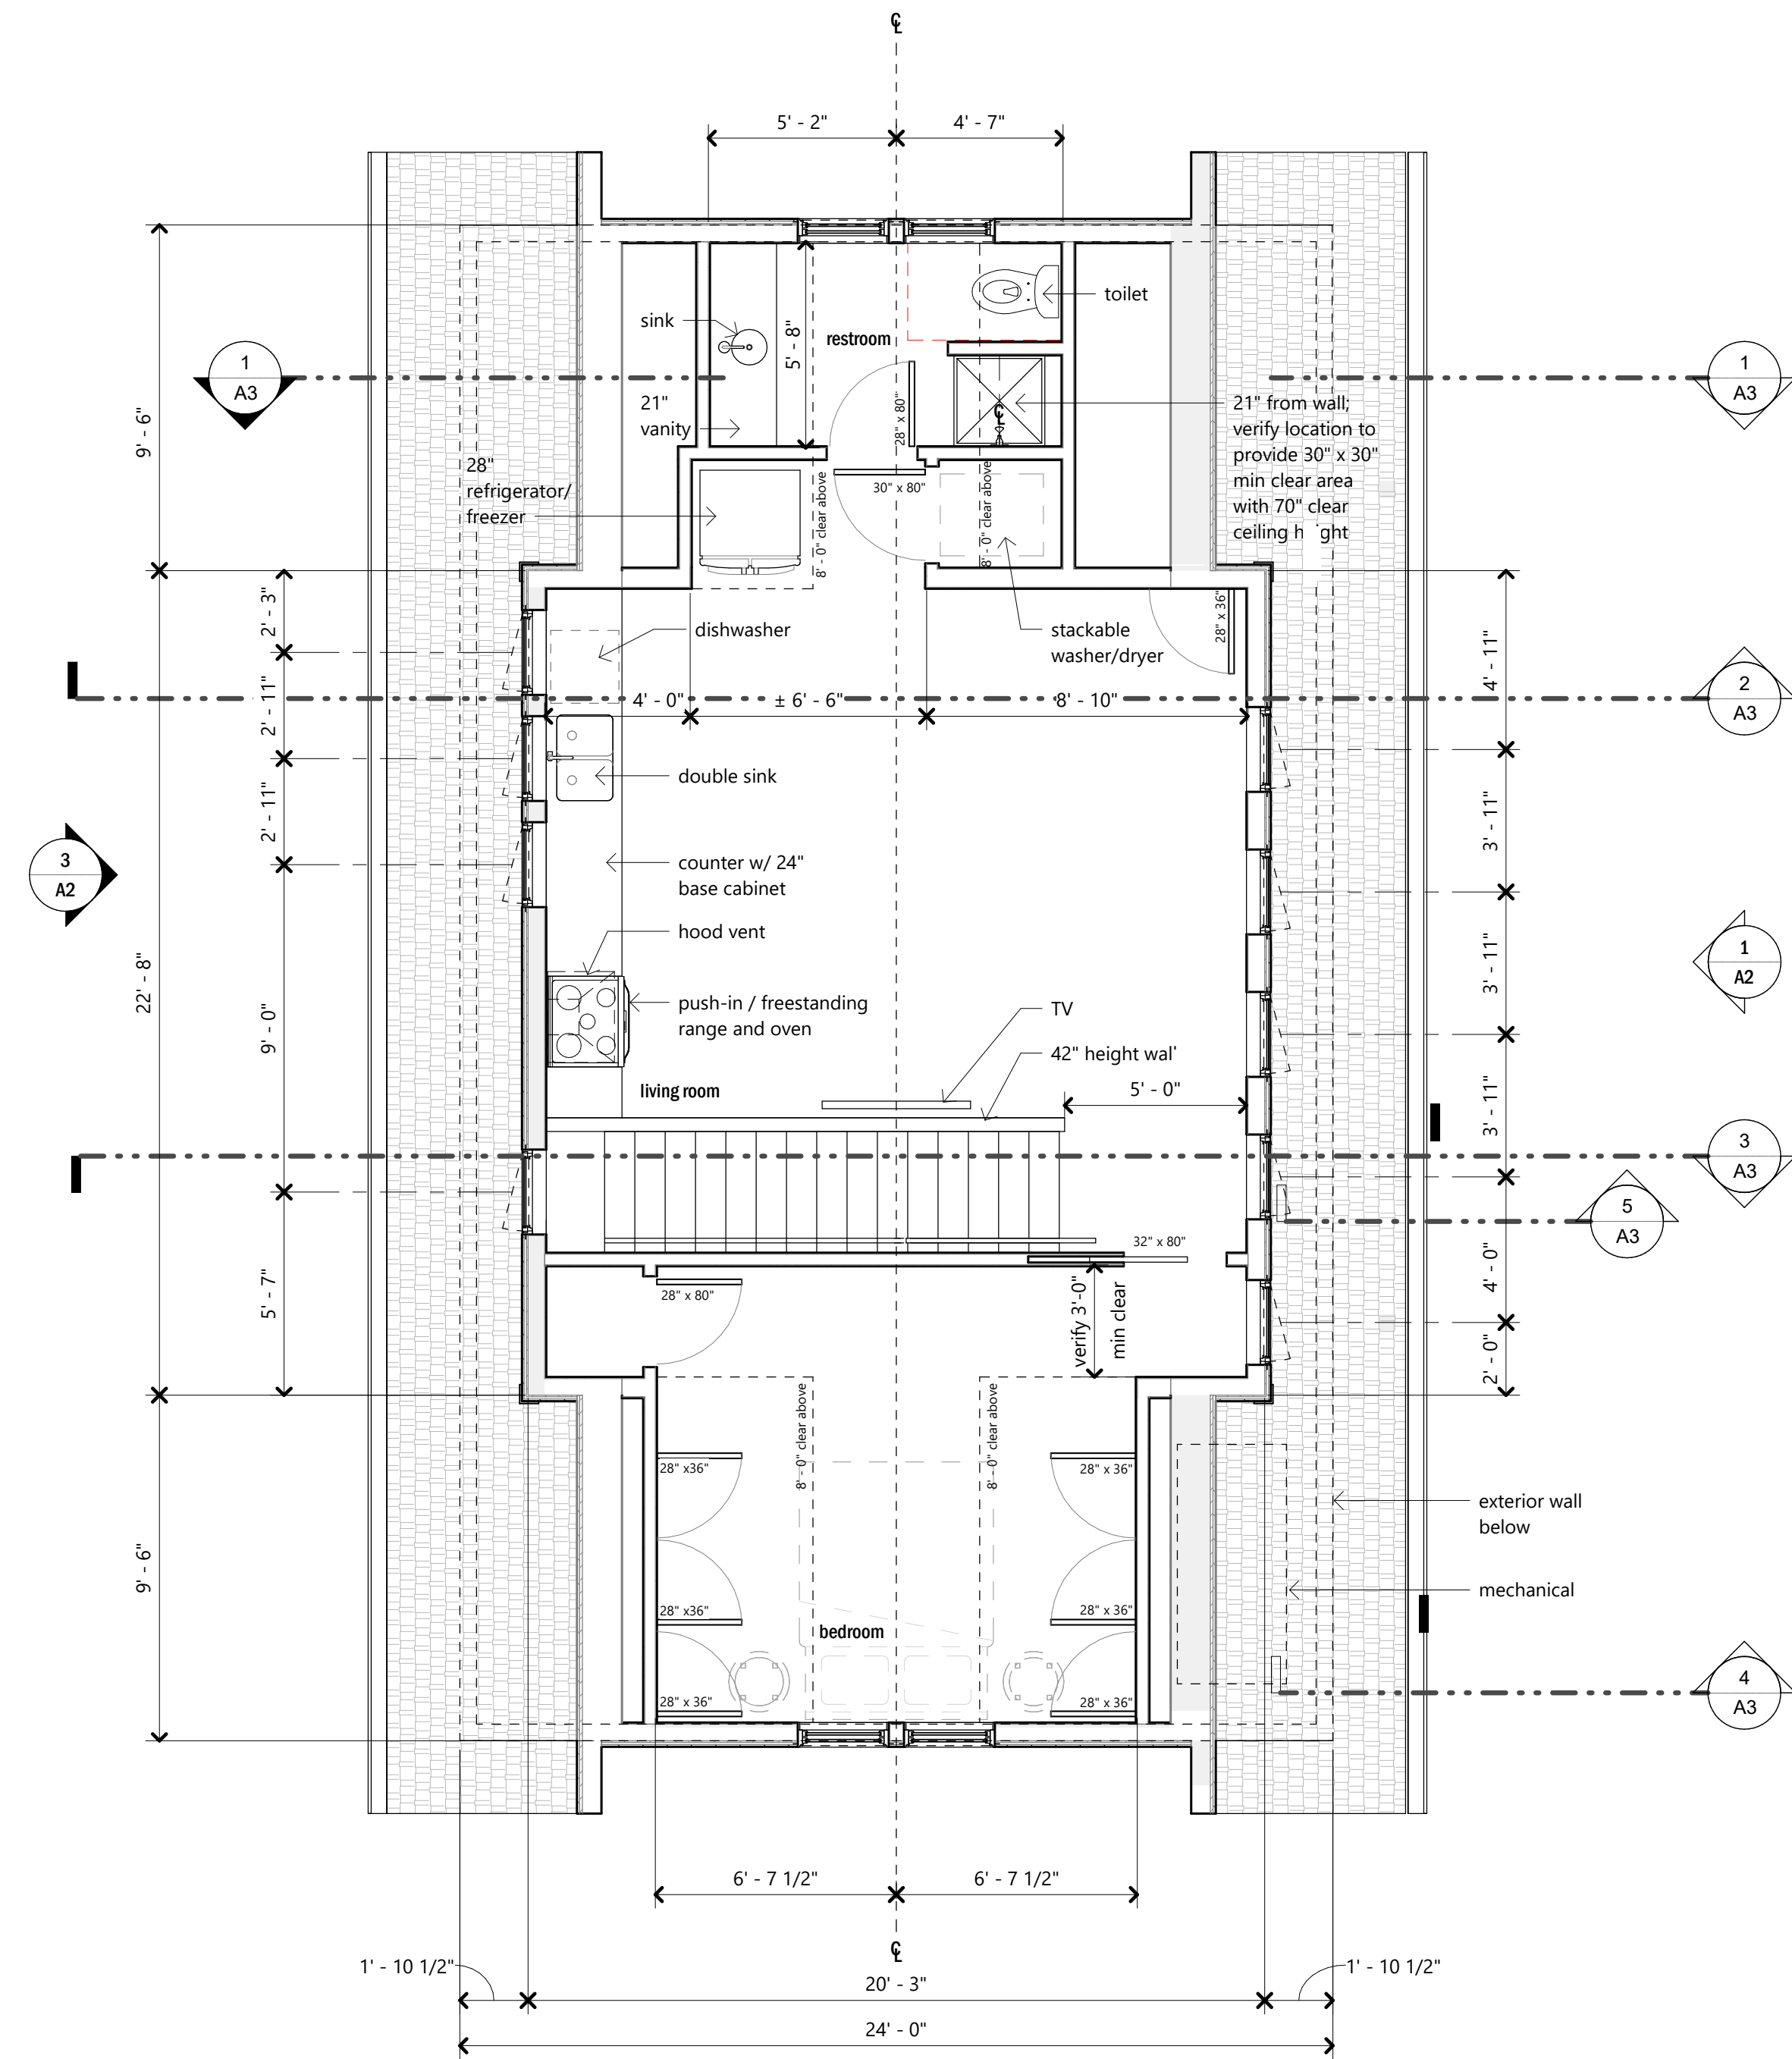 ℄
5' - 2"
4' - 7"
sink
restroom
toilet
5' - 8"
1
A3
1
A3
21"
vanity
28" x 80"
℄
21" from wall;
verify location to
provide 30" x 30"
min clear area
with 70" clear
9' - 6"
28"
refrigerator/
freezer
30" x 80"
8' - 0" clear above
8' - 0" clear above
ceiling
2' - 3"
dishwasher
stackable
washer/dryer
28" x 36"
4' - 11"
2' - 11"
4' - 0"
± 6' - 6"
8' - 10"
2
A3
double sink
2' - 11"
3' - 11"
3
A2
counter w/ 24"
base cabinet
hood vent
1
A2
22' - 8"
9' - 0"
3' - 11"
push-in / freestanding
range and oven
TV
42" height
living room
5' - 0"
3' - 11"
3
A3
5
A3
32" x 80"
4' - 0"
5' - 7"
28" x 80"
verify 3'-0"
min clear
2' - 0"
8' - 0" clear above
8' - 0" clear above
28" x36"
28" x 36"
exterior wall
below
9' - 6"
mechanical
28" x36"
28" x 36"
bedroom
28" x 36"
28" x 36"
4
A3
6' - 7 1/2"
6' - 7 1/2"
℄
1' - 10 1/2"
20' - 3"
1' - 10 1/2"
24' - 0"